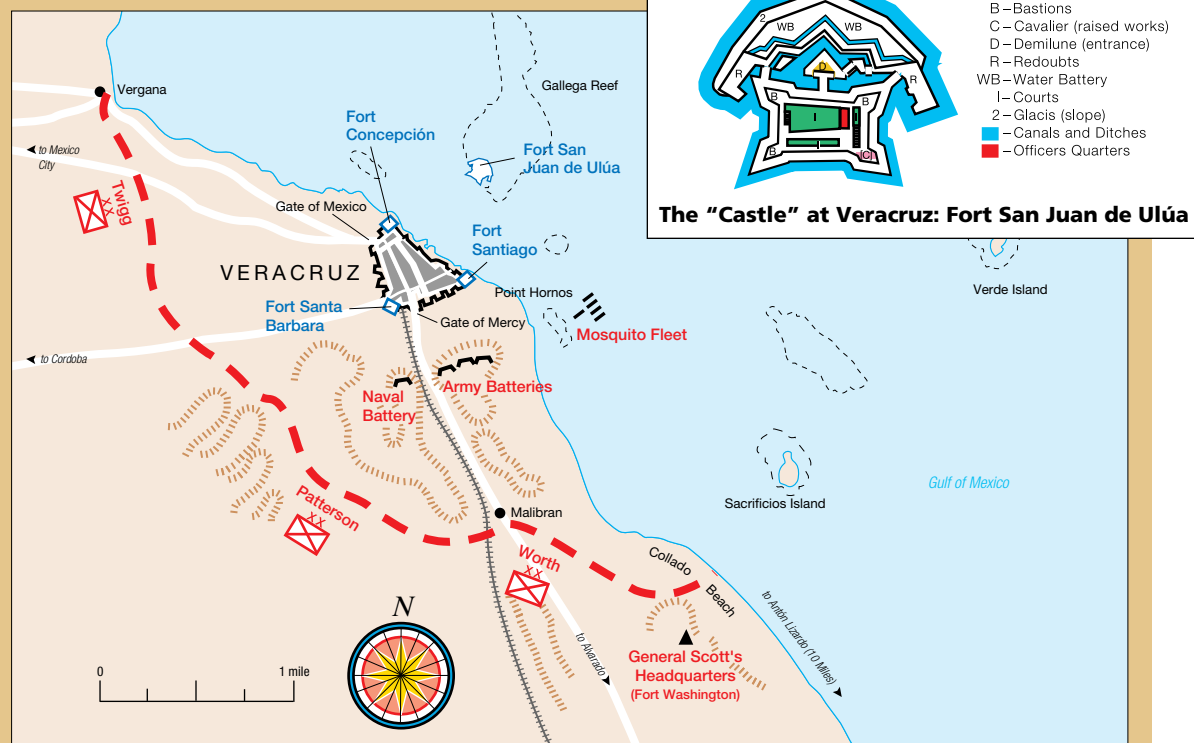 B – Bastions
C – Cavalier (raised works)
D – Demilune (entrance)
R – Redoubts
WB – Water Battery
I – Courts
2 – Glacis (slope)
– Canals and Ditches
– Officers Quarters
2
WB
WB
D
R
R
B
B
I
I
B
C
The “Castle” at Veracruz: Fort San Juan de Ulúa
Vergana
Gallega Reef
Fort
Concepción
Fort San
Juan de Ulúa
to Mexico
City
Twigg
XX
Gate of Mexico
Fort
Santiago
VERACRUZ
Verde Island
Point Hornos
Fort Santa
Barbara
Gate of Mercy
Mosquito Fleet
to Cordoba
Army Batteries
Naval
Battery
Gulf of Mexico
Sacrificios Island
Patterson
XX
Malibran
Worth
XX
Collado
Beach
to Antón Lizardo (10 Miles)
N
to Alvarado
General Scott's
Headquarters
(Fort Washington)
0
1 mile